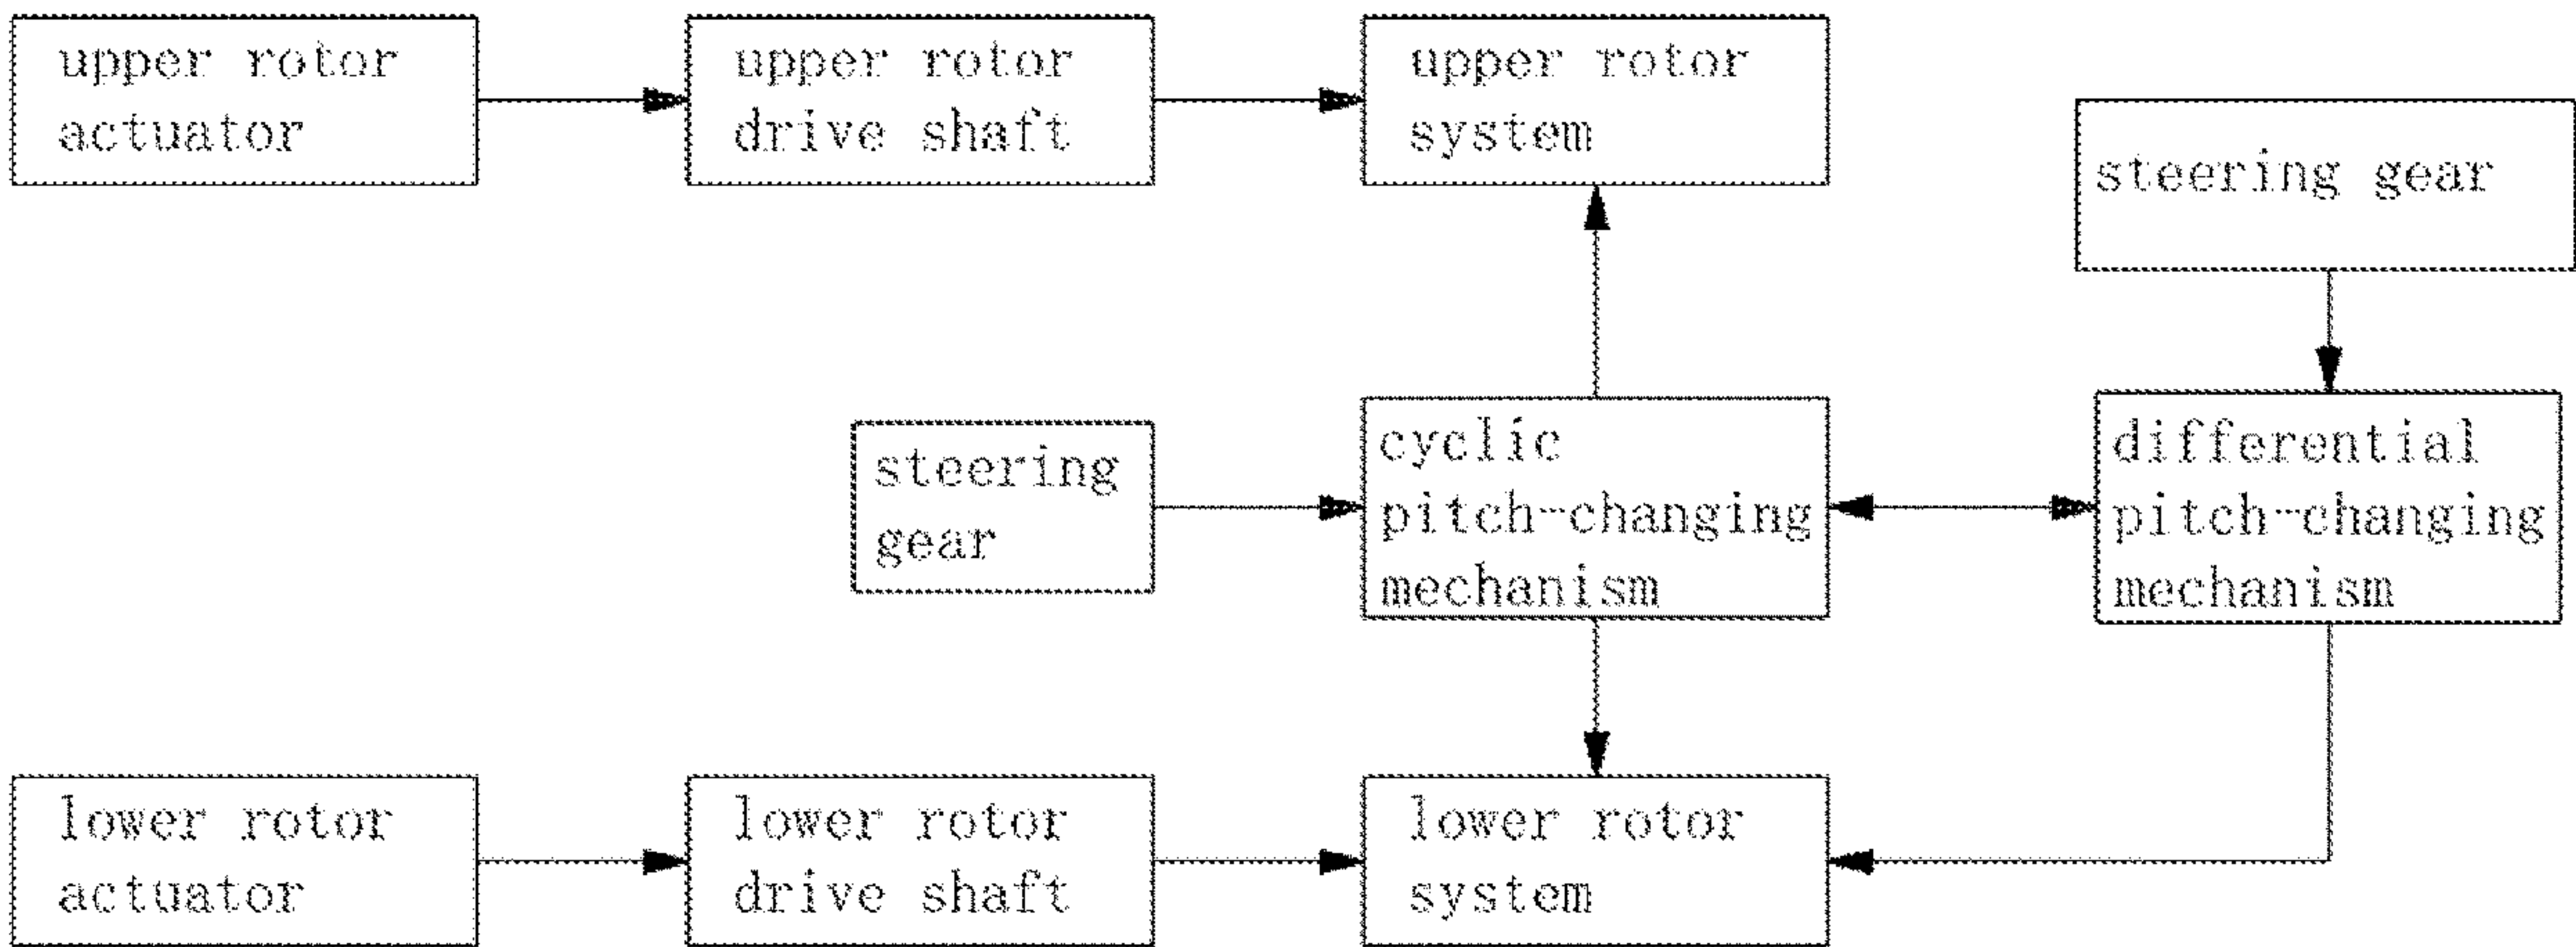 upper rotor
actuator
upper rotor
drive shaft
upper rotor
system
steering gear
steering
gear
cyclic
pitch-changing
mechanism
differential
pitch-changing
mechanism
lower rotor
actuator
lower rotor
drive shaft
lower rotor
system